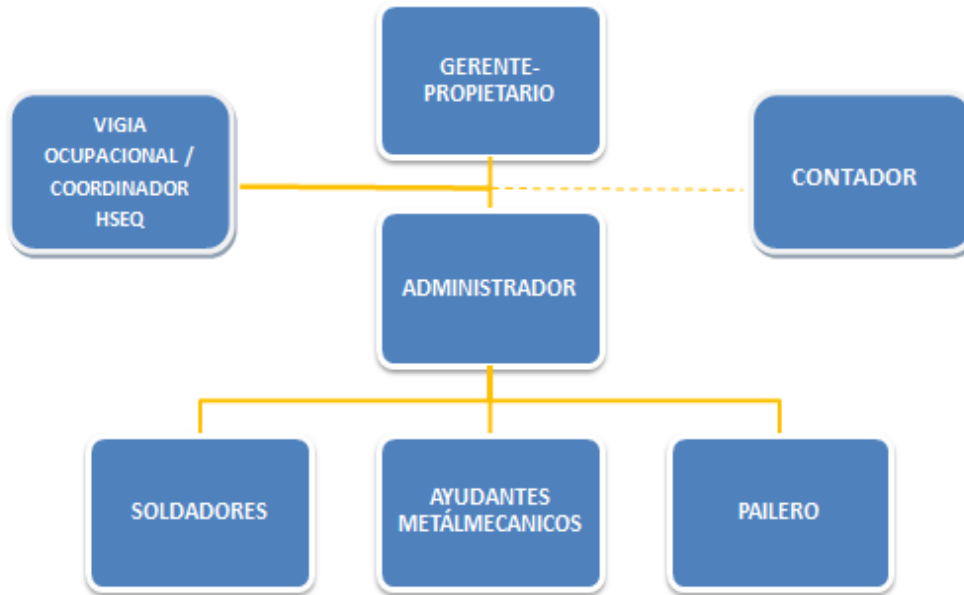 GERENTE-
PROPIETARIO
VIGIA
OCUPACIONAL /
COORDINADOR
HSEQ
CONTADOR
ADMINISTRADOR
SOLDADORES
AYUDANTES
METÁLMECANICOS
PAILERO